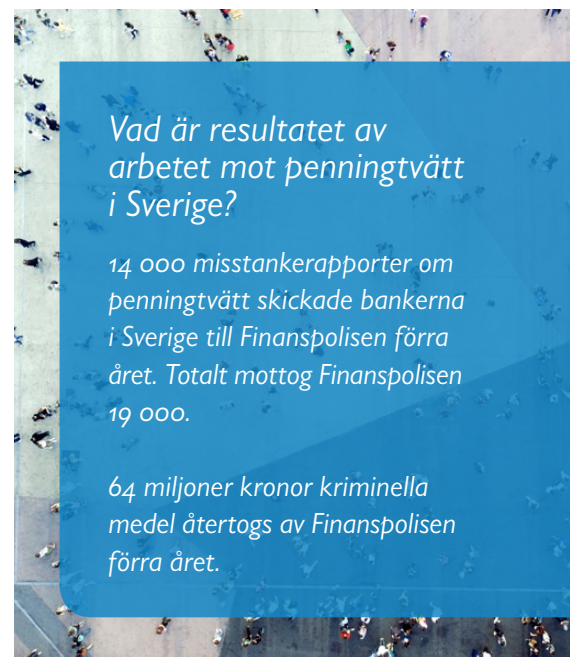 Vad är resultatet av
arbetet mot penningtvätt
i Sverige?
14 000 misstankerapporter om
penningtvätt skickade bankerna
i Sverige till Finanspolisen förra
året. Totalt mottog Finanspolisen
19 000.
64 miljoner kronor kriminella
medel återtogs av Finanspolisen
förra året.